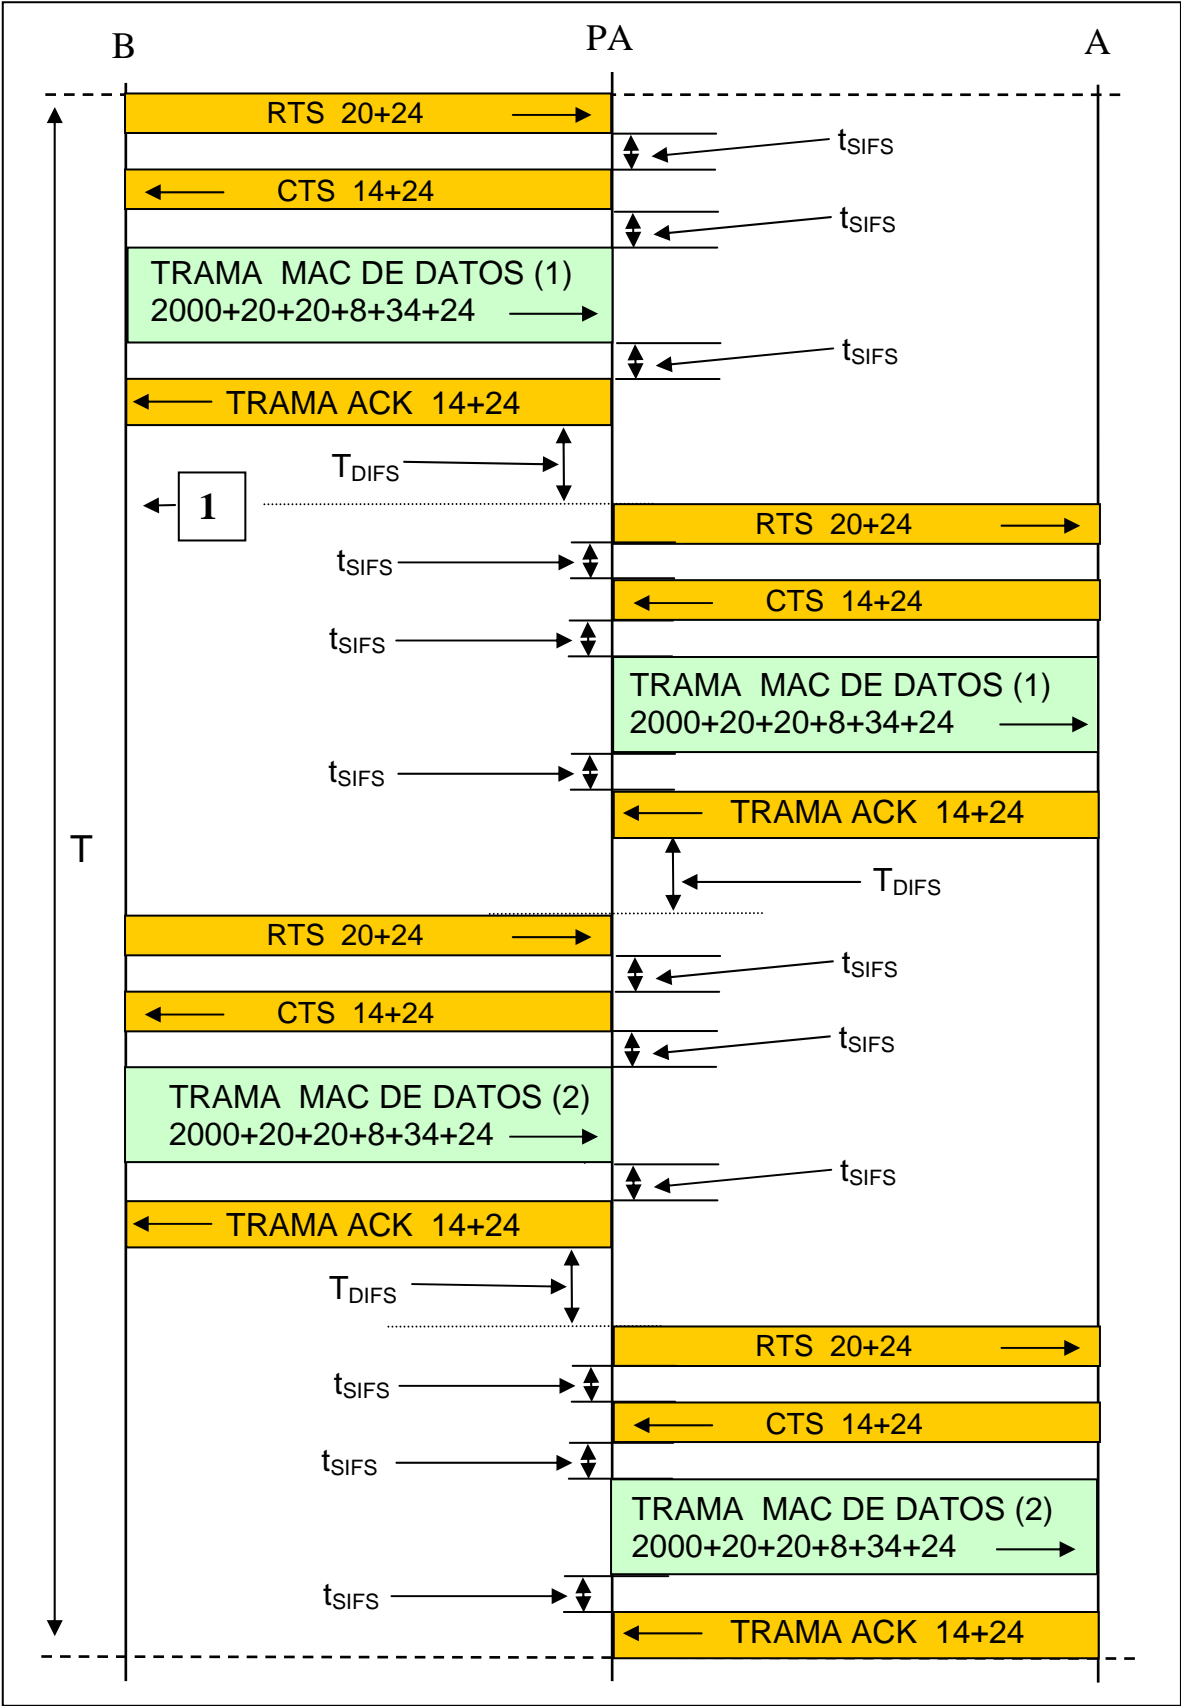 B
PA
A
RTS 20+24
tSIFS
CTS 14+24
tSIFS
TRAMA MAC DE DATOS (1)
2000+20+20+8+34+24
tSIFS
TRAMA ACK 14+24
TDIFS
1
RTS 20+24
tSIFS
CTS 14+24
tSIFS
TRAMA MAC DE DATOS (1)
2000+20+20+8+34+24
tSIFS
TRAMA ACK 14+24
T
TDIFS
RTS 20+24
tSIFS
CTS 14+24
tSIFS
TRAMA MAC DE DATOS (2)
2000+20+20+8+34+24
tSIFS
TRAMA ACK 14+24
TDIFS
RTS 20+24
tSIFS
CTS 14+24
tSIFS
TRAMA MAC DE DATOS (2)
2000+20+20+8+34+24
tSIFS
TRAMA ACK 14+24